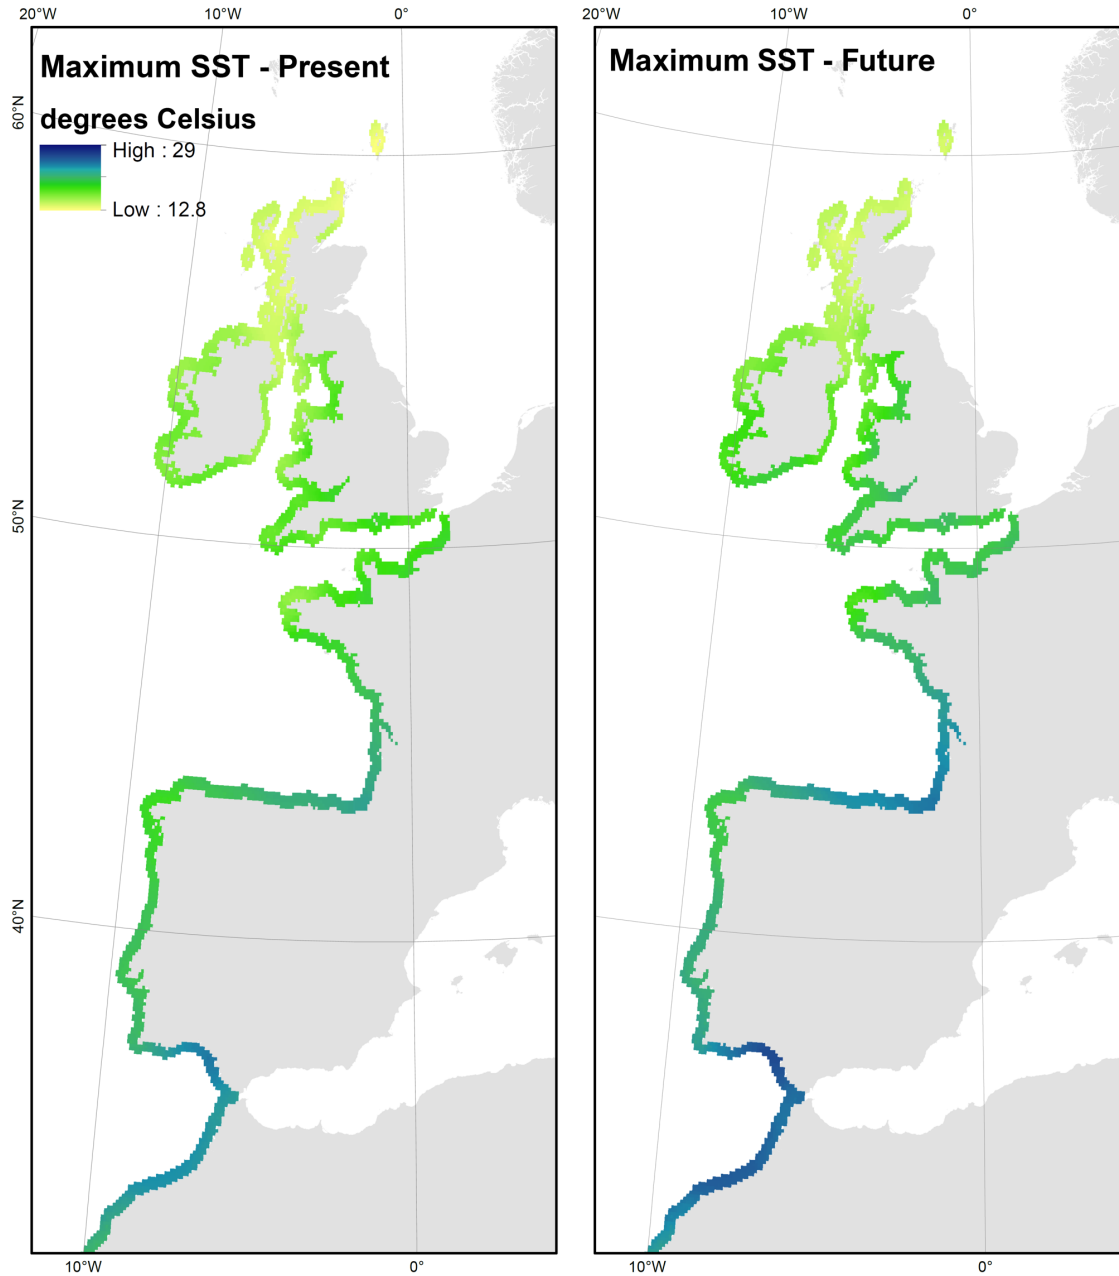 20°W 10°W 0° 20°W 10°W 0°
Maximum SST - Present
Maximum SST - Future
degrees Celsius
High : 29
Low : 12.8
60°N
50°N
40°N
10°W 0° 10°W 0°